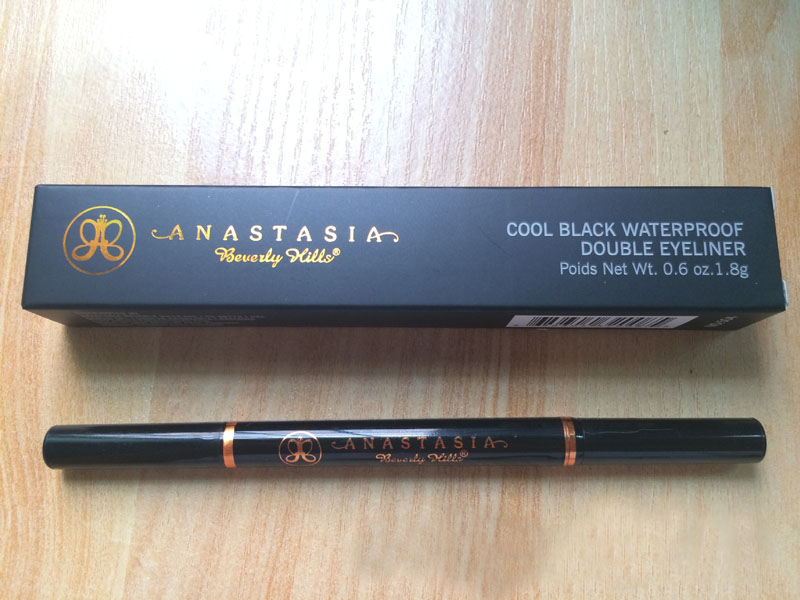 ANASTASIA
Beverly Hills®
COOL BLACK WATERPROOF
DOUBLE EYELINER
Poids Net Wt. 0.6 oz.1.8g
ANASTASIA
Beverly Hills®